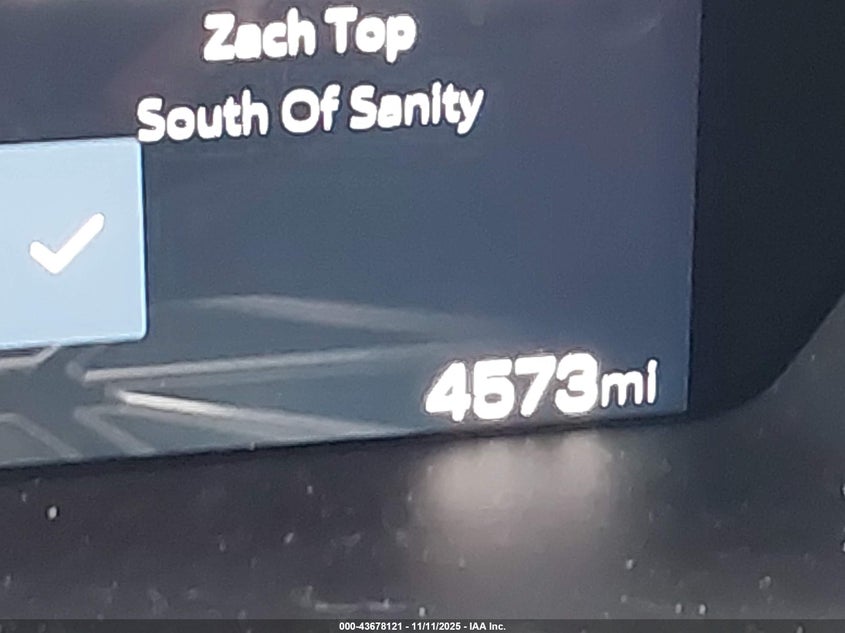 Zach Top
South Of Sanity
4573mi
000-43678121 - 11/11/2025 - IAA Inc.